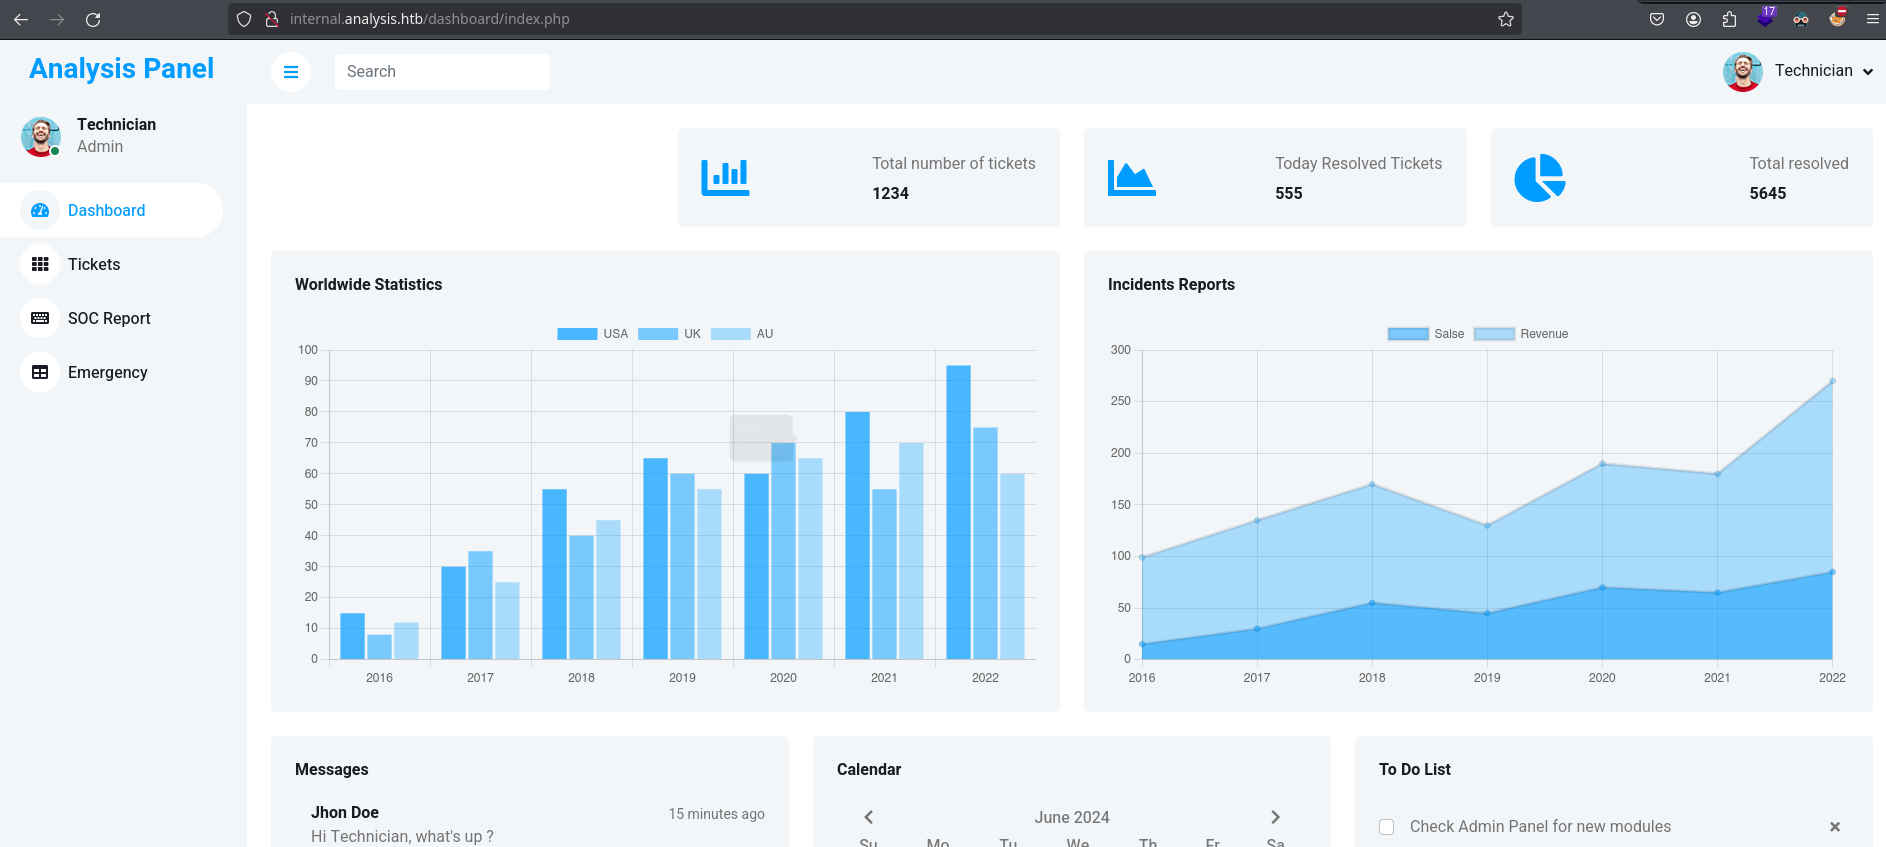 internal.analysis.htb/dashboard/index.php
17
Analysis Panel
Search
Technician
Technician
Admin
Dashboard
Tickets
SOC Report
Emergency
Total number of tickets
1234
Today Resolved Tickets
555
Total resolved
5645
Worldwide Statistics
USA UK AU
100
90
80
70
60
50
40
30
20
10
0
2016 2017 2018 2019 2020 2021 2022
Incidents Reports
Salse Revenue
300
250
200
150
100
50
0
2016 2017 2018 2019 2020 2021 2022
Messages
Jhon Doe 15 minutes ago
Hi Technician, what's up ?
Calendar
June 2024
Su Mo Tu We Th Fr Sa
To Do List
Check Admin Panel for new modules